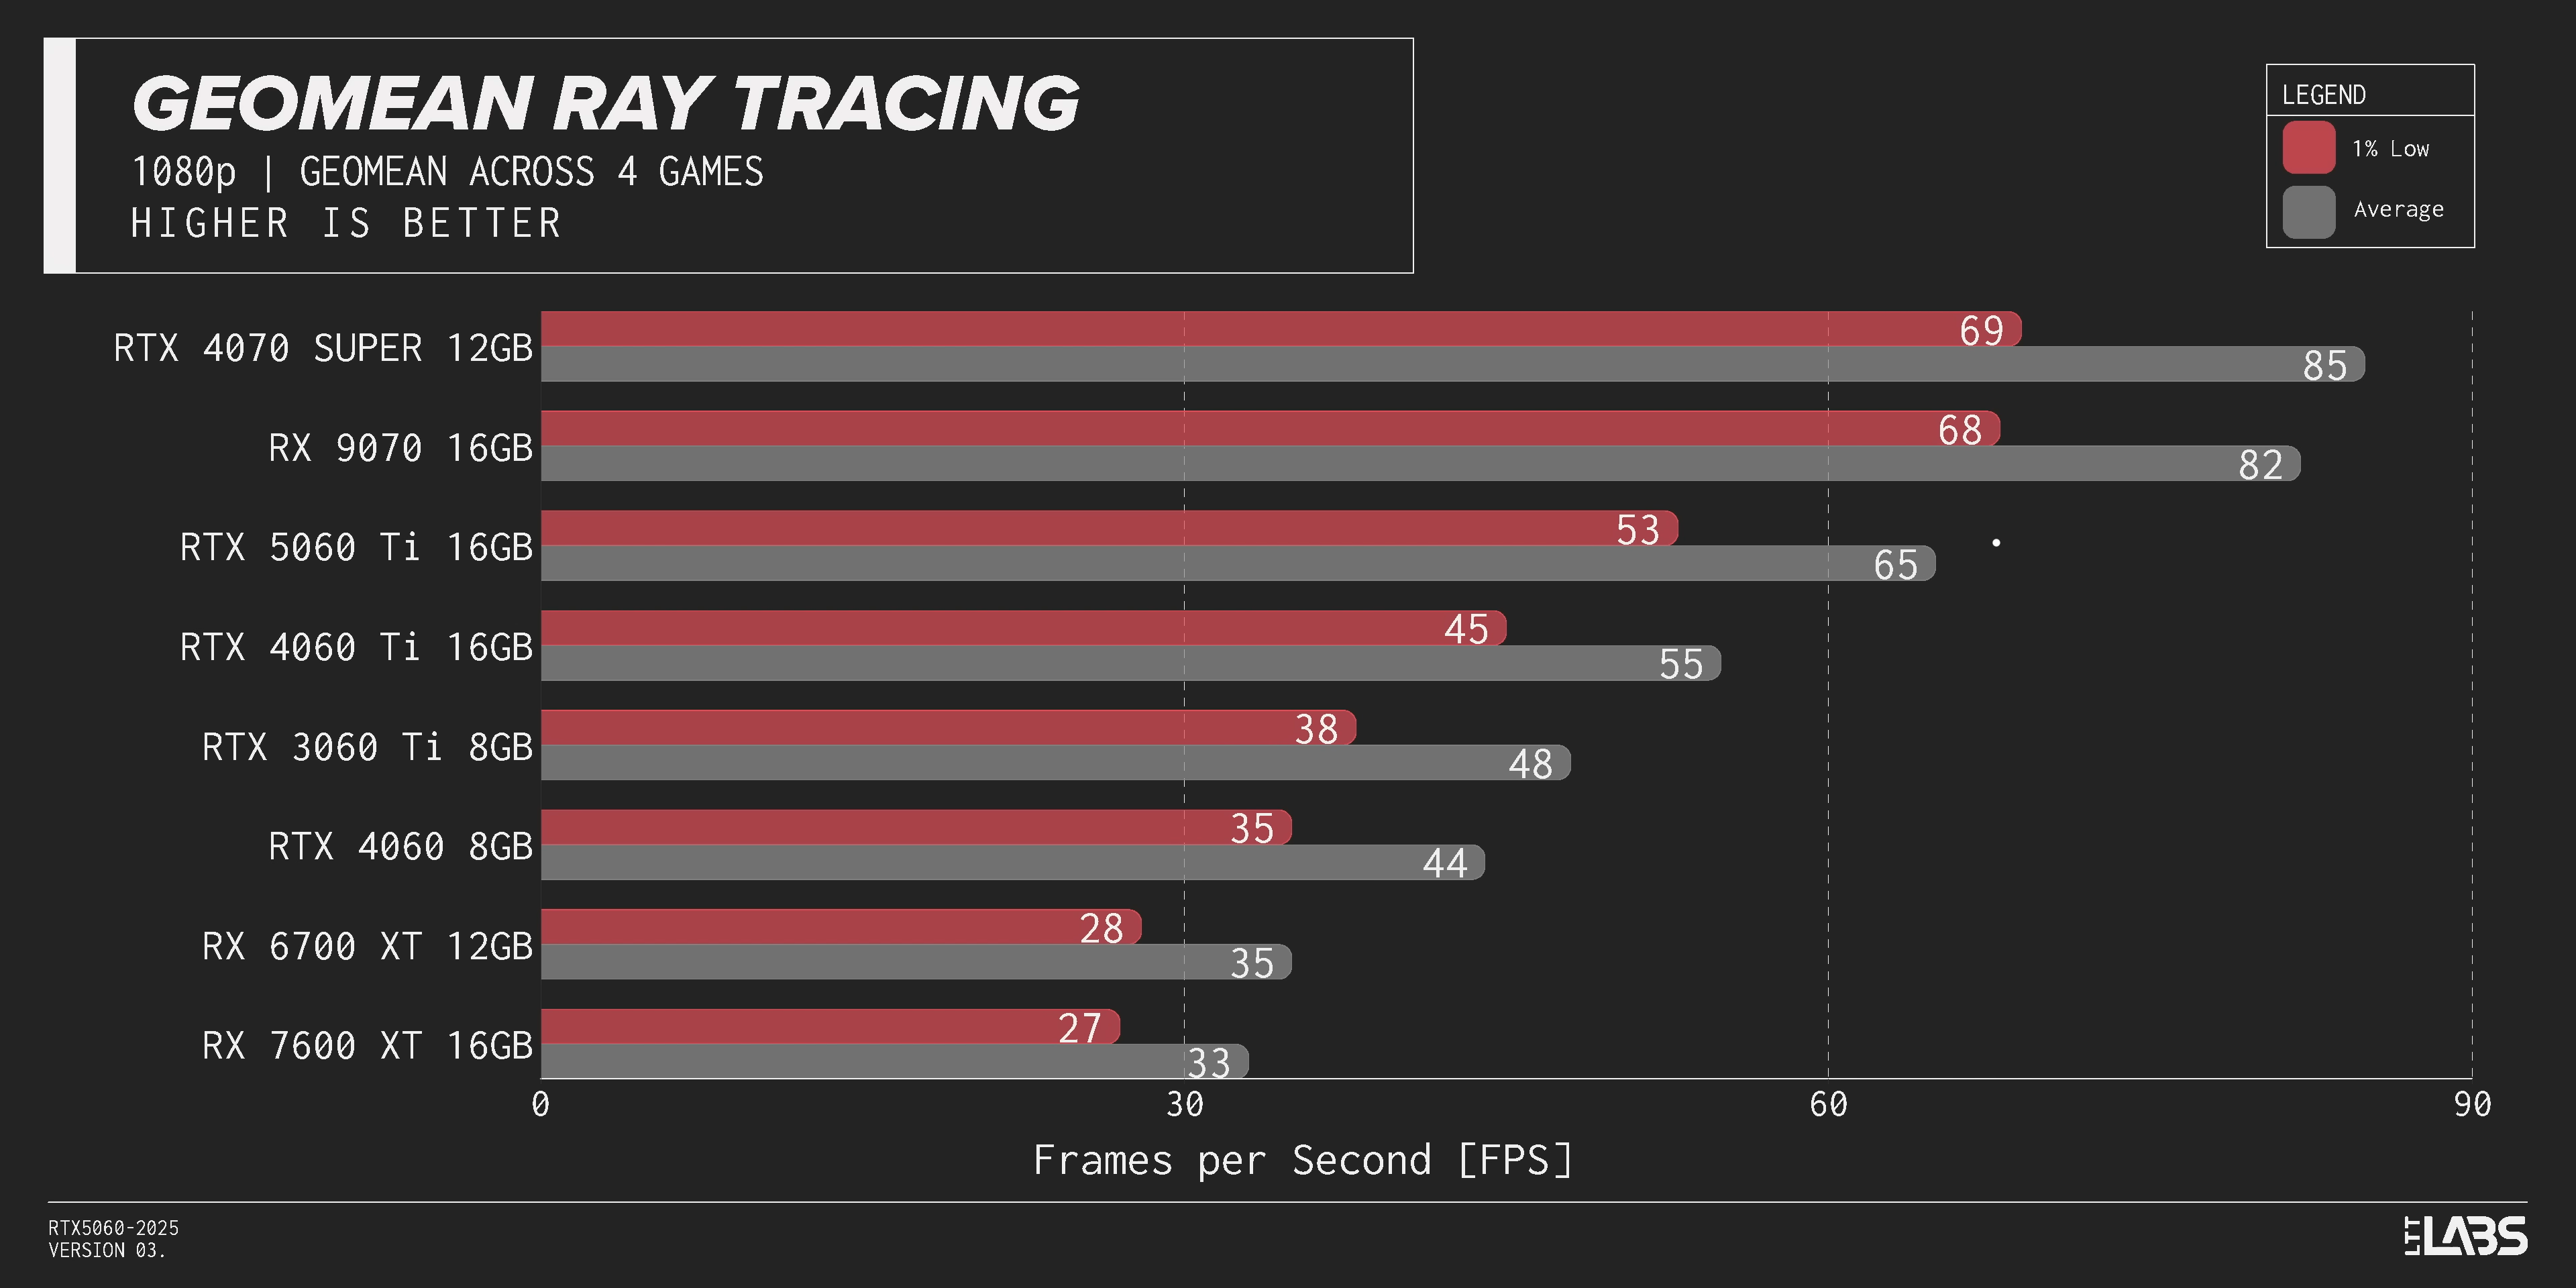 GEOMEAN RAY TRACING
1080p | GEOMEAN ACROSS 4 GAMES
HIGHER IS BETTER
LEGEND
1% Low
Average
RTX 4070 SUPER 12GB
69
85
RX 9070 16GB
68
82
RTX 5060 Ti 16GB
53
65
RTX 4060 Ti 16GB
45
55
RTX 3060 Ti 8GB
38
48
RTX 4060 8GB
35
44
RX 6700 XT 12GB
28
35
RX 7600 XT 16GB
27
33
0 30 60 90
Frames per Second [FPS]
RTX5060-2025
VERSION 03.
LTT LABS